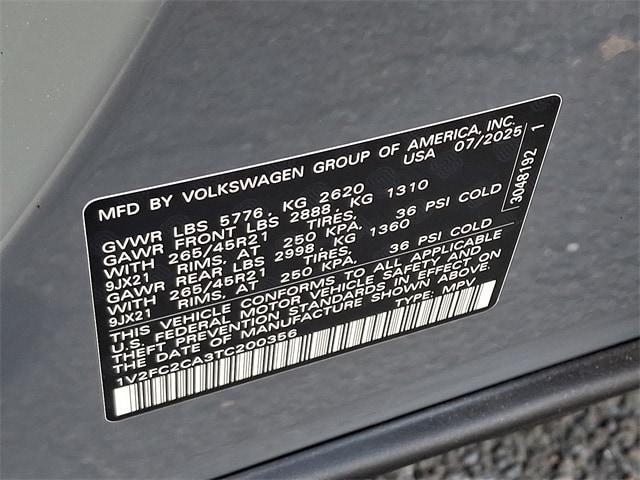 MFD BY VOLKSWAGEN GROUP OF AMERICA, INC.
USA 07/2025
GVWR LBS 5776, KG 2620
GAWR FRONT LBS 2888, KG 1310
WITH 265/45R21 TIRES,
9JX21 RIMS, AT 250 KPA, 36 PSI COLD
GAWR REAR LBS 2998, KG 1360
WITH 265/45R21 TIRES,
9JX21 RIMS, AT 250 KPA, 36 PSI COLD
THIS VEHICLE CONFORMS TO ALL APPLICABLE
U.S. FEDERAL MOTOR VEHICLE SAFETY AND
THEFT PREVENTION STANDARDS IN EFFECT ON
THE DATE OF MANUFACTURE SHOWN ABOVE.
1V2FC2CA3TC200356 TYPE: MPV
3048192 1